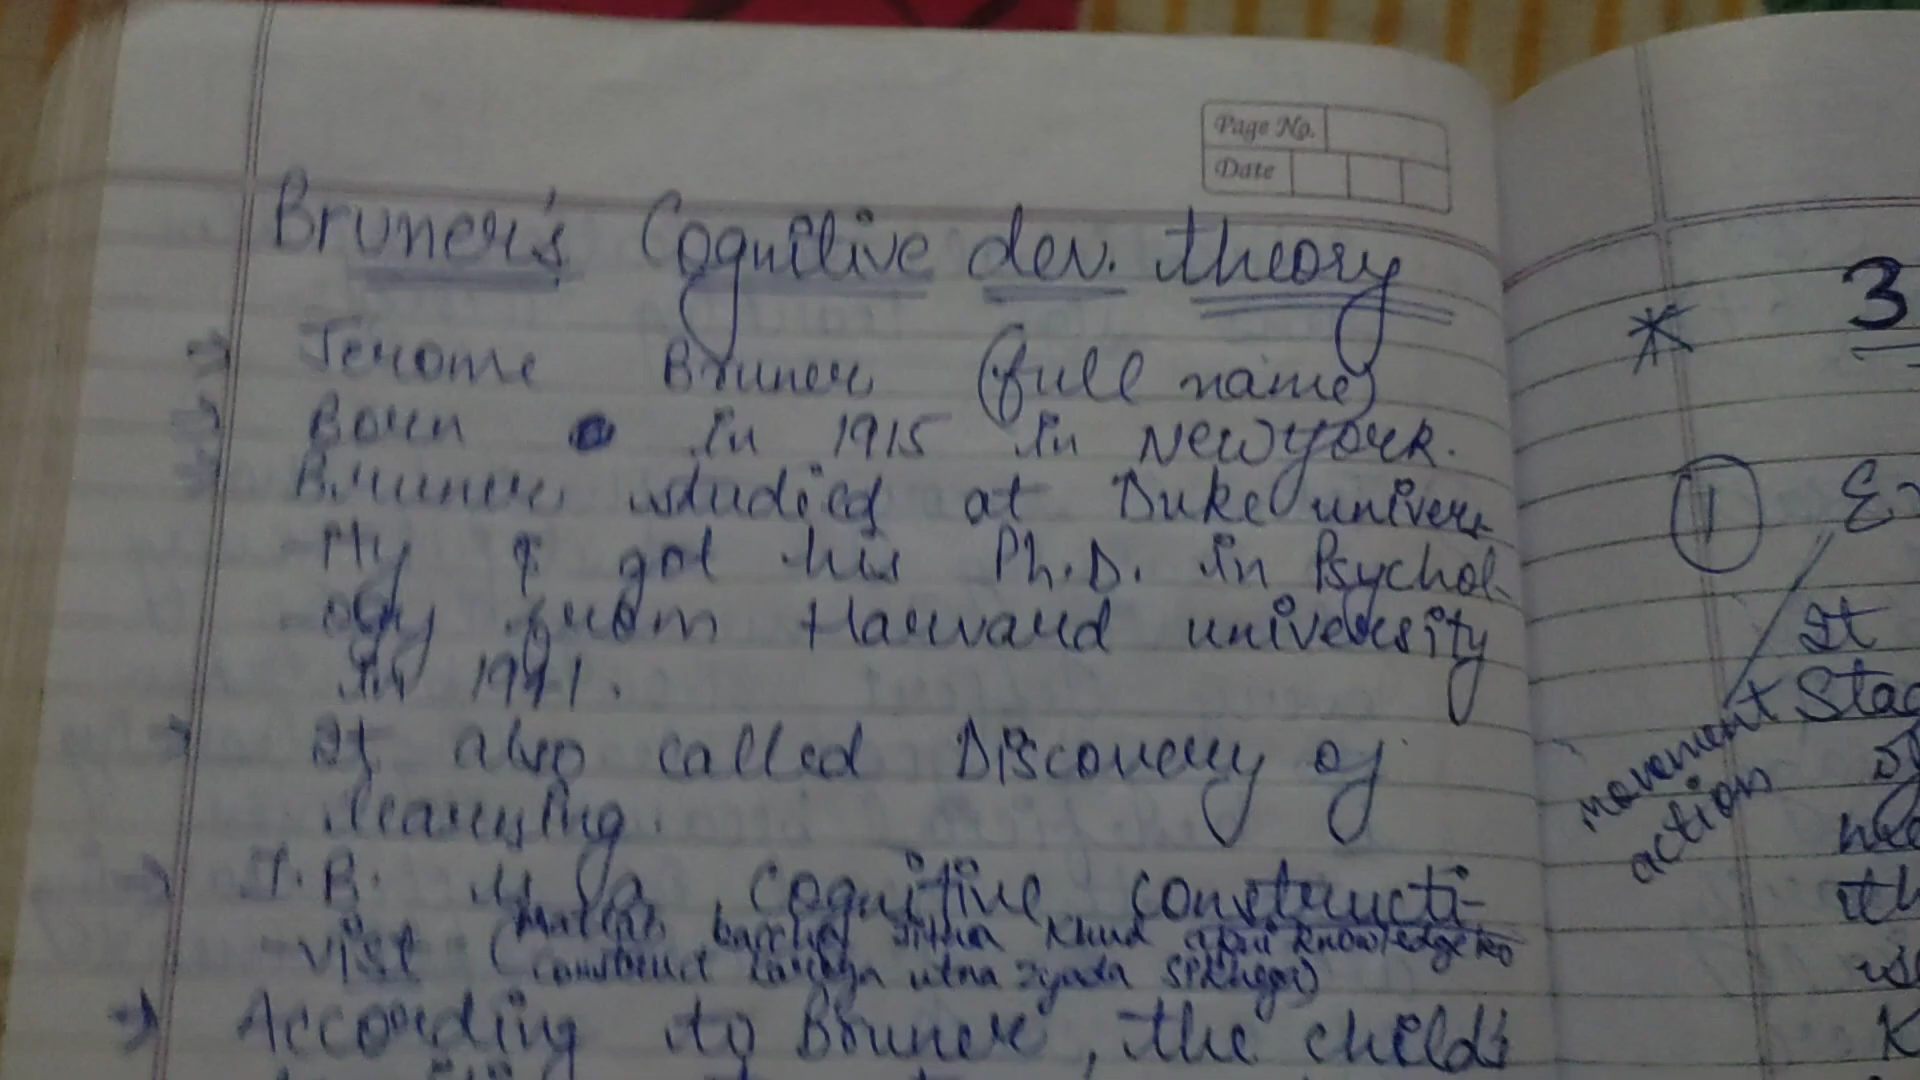 Page No.
Date
Bruner's Cognitive dev. theory
→ Jerome Bruner (full name)
→ Born in 1915 in Newyork.
→ Bruner studied at Duke univers-
-ity & got his Ph.D. in Psychol-
-ogy from Harvard university
in 1941.
→ It also called Discovery of
learning.
→ J.B. is a cognitive constructi-
-vist (Matlab bachha jitna khud apni knowledge ko
construct karega utna zyada sikhega)
→ According to Bruner, the child's
* 3
①
It
movement Stag
action